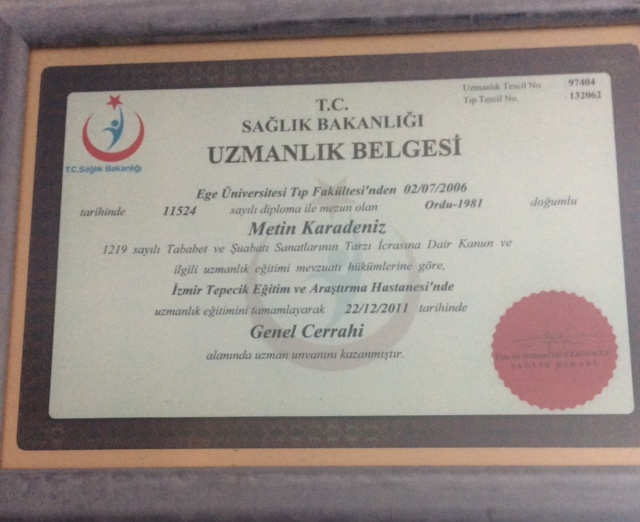 Uzmanlık Tescil No. : 97404
Tıp Tescil No. : 132062
T.C.
SAĞLIK BAKANLIĞI
UZMANLIK BELGESİ
T.C.Sağlık Bakanlığı
Ege Üniversitesi Tıp Fakültesi'nden 02/07/2006
tarihinde 11524 sayılı diploma ile mezun olan Ordu-1981 doğumlu
Metin Karadeniz
1219 sayılı Tababet ve Şuabatı Sanatlarının Tarzı İcrasına Dair Kanun ve
ilgili uzmanlık eğitimi mevzuatı hükümlerine göre,
İzmir Tepecik Eğitim ve Araştırma Hastanesi'nde
uzmanlık eğitimini tamamlayarak 22/12/2011 tarihinde
Genel Cerrahi
alanında uzman unvanını kazanmıştır.
SAĞLIK BAKANI